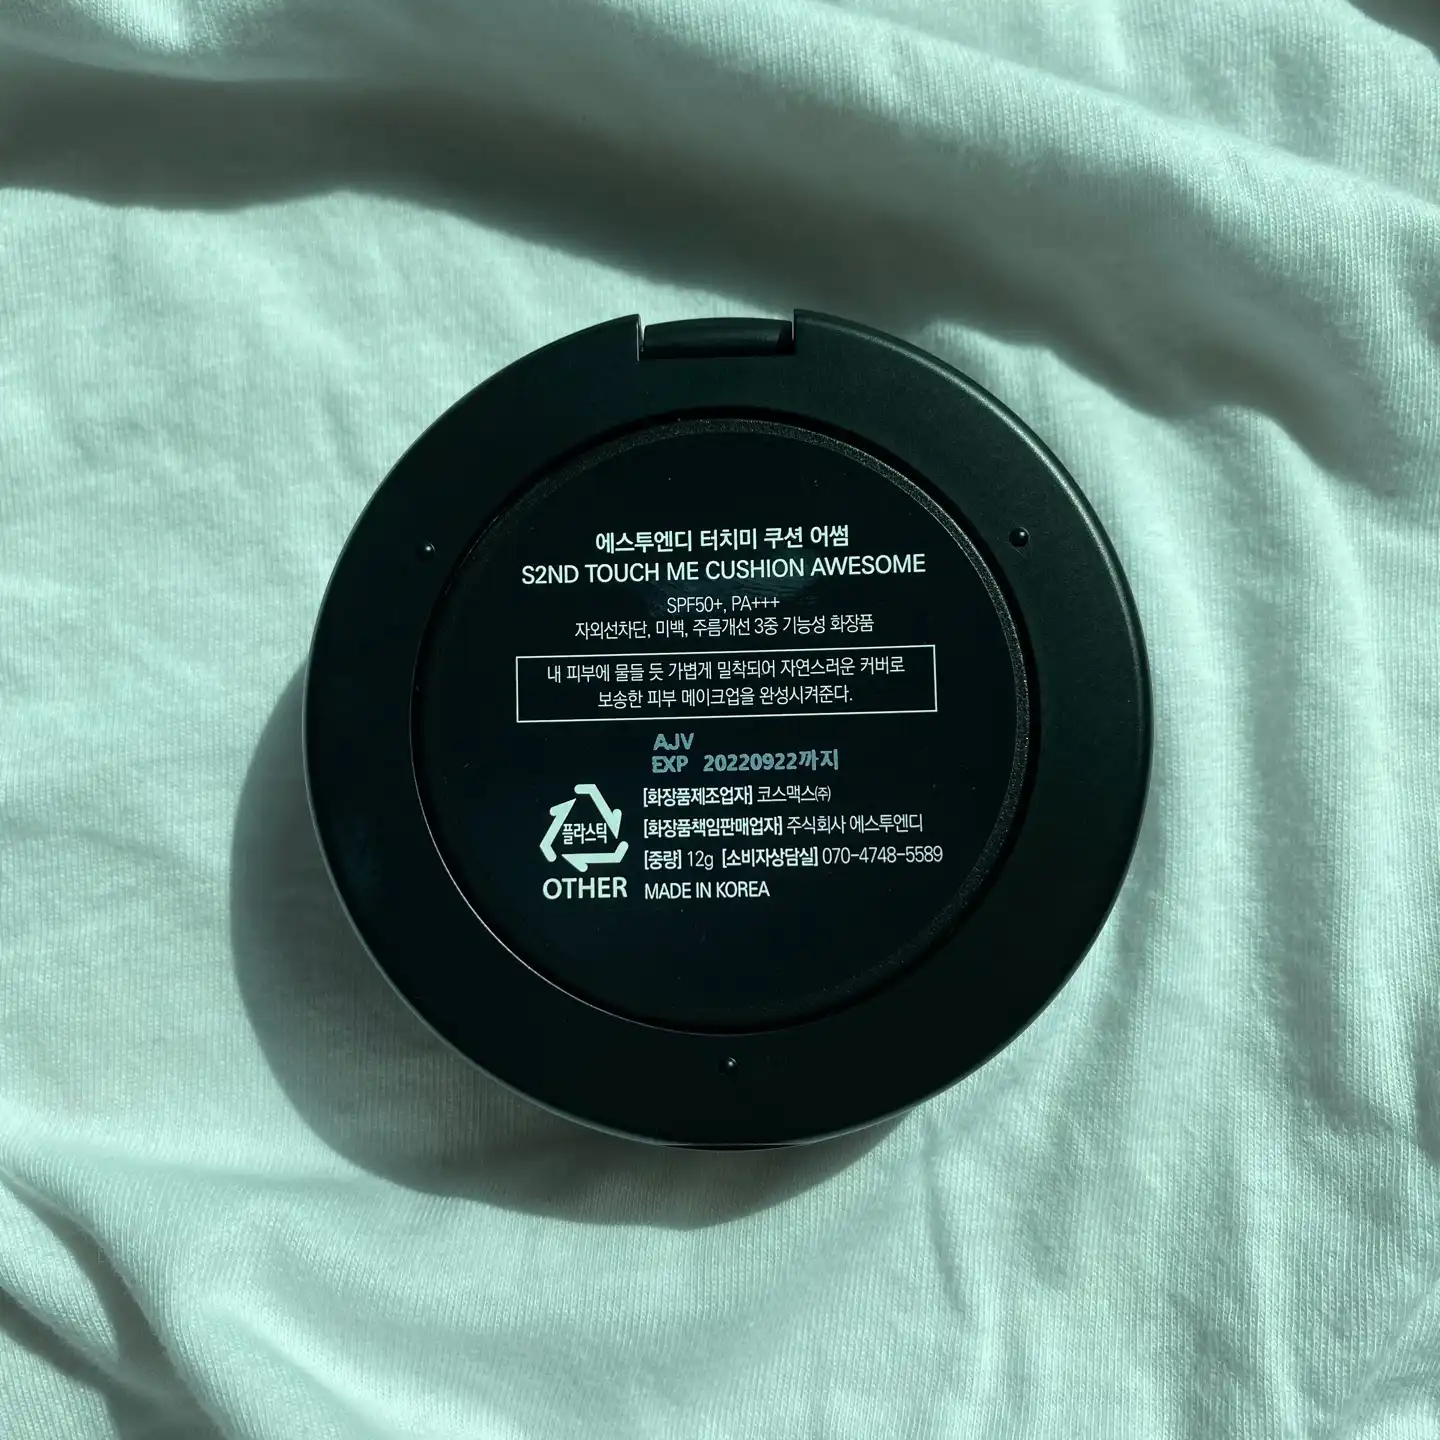 에스투엔디 터치미 쿠션 어썸
S2ND TOUCH ME CUSHION AWESOME
SPF50+, PA+++
자외선차단, 미백, 주름개선 3중 기능성 화장품
내 피부에 물들 듯 가볍게 밀착되어 자연스러운 커버로
보송한 피부 메이크업을 완성시켜준다.
AJV
EXP 20220922까지
[화장품제조업자] 코스맥스㈜
[화장품책임판매업자] 주식회사 에스투엔디
[중량] 12g [소비자상담실] 070-4748-5589
MADE IN KOREA
플라스틱
OTHER